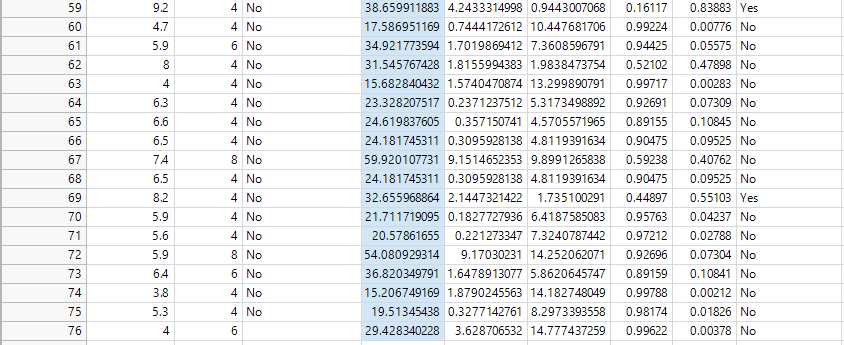 59 9.2 4 No 38.659911883 4.2433314998 0.9443007068 0.16117 0.83883 Yes
60 4.7 4 No 17.586951169 0.7444172612 10.447681706 0.99224 0.00776 No
61 5.9 6 No 34.921773594 1.7019869412 7.3608596791 0.94425 0.05575 No
62 8 4 No 31.545767428 1.8155994383 1.9838473754 0.52102 0.47898 No
63 4 4 No 15.682840432 1.5740470874 13.299890791 0.99717 0.00283 No
64 6.3 4 No 23.328207517 0.2371237512 5.3173498892 0.92691 0.07309 No
65 6.6 4 No 24.619837605 0.357150741 4.5705571965 0.89155 0.10845 No
66 6.5 4 No 24.181745311 0.3095928138 4.8119391634 0.90475 0.09525 No
67 7.4 8 No 59.920107731 9.1514652353 9.8991265838 0.59238 0.40762 No
68 6.5 4 No 24.181745311 0.3095928138 4.8119391634 0.90475 0.09525 No
69 8.2 4 No 32.655968864 2.1447321422 1.735100291 0.44897 0.55103 Yes
70 5.9 4 No 21.711719095 0.1827727936 6.4187585083 0.95763 0.04237 No
71 5.6 4 No 20.57861655 0.221273347 7.3240787442 0.97212 0.02788 No
72 5.9 8 No 54.080929314 9.17030231 14.252062071 0.92696 0.07304 No
73 6.4 6 No 36.820349791 1.6478913077 5.8620645747 0.89159 0.10841 No
74 3.8 4 No 15.206749169 1.8790245563 14.182748049 0.99788 0.00212 No
75 5.3 4 No 19.51345438 0.3277142761 8.2973393558 0.98174 0.01826 No
76 4 6 29.428340228 3.628706532 14.777437259 0.99622 0.00378 No